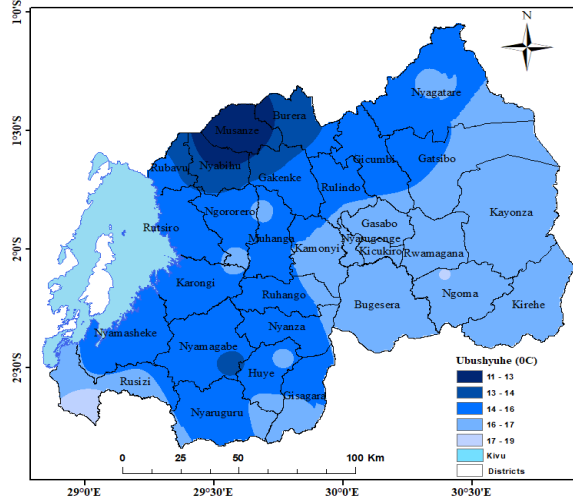 1°0'S
N
Nyagatare
Burera
Musanze
1°30'S
Rubavu
Nyabihu
Gakenke
Gicumbi
Gatsibo
Rulindo
Ngororero
Kayonza
Rutsiro
Muhanga
Gasabo
2°0'S
Kamonyi
Nyarugenge
Kicukiro
Rwamagana
Karongi
Ruhango
Bugesera
Ngoma
Kirehe
Nyamasheke
Nyanza
Nyamagabe
2°30'S
Rusizi
Huye
Gisagara
Nyaruguru
Ubushyuhe (0C)
11 - 13
13 - 14
14 - 16
16 - 17
17 - 19
Kivu
Districts
0 25 50 100 Km
29°0'E 29°30'E 30°0'E 30°30'E